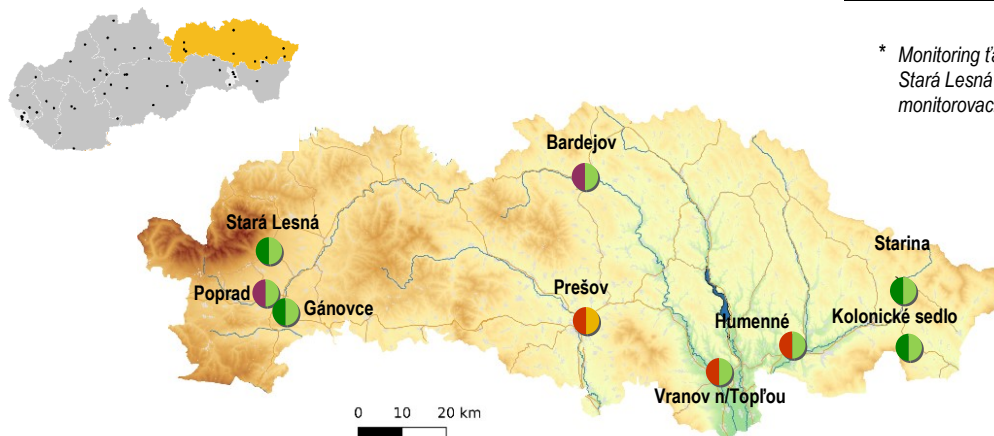 * Monitoring ťa
Stará Lesná
monitorovac
Bardejov
Stará Lesná
Starina
Poprad
Gánovce
Prešov
Humenné
Kolonické sedlo
Vranov n/Topľou
0 10 20 km